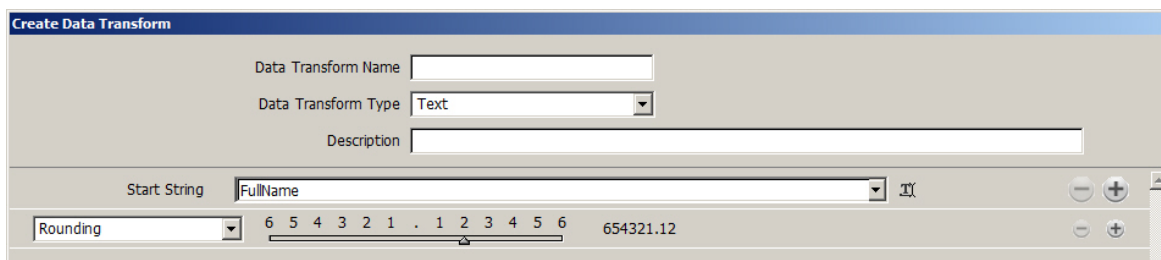 Create Data Transform
Data Transform Name
Data Transform Type Text
Description
Start String FullName
Rounding 6 5 4 3 2 1 . 1 2 3 4 5 6 654321.12